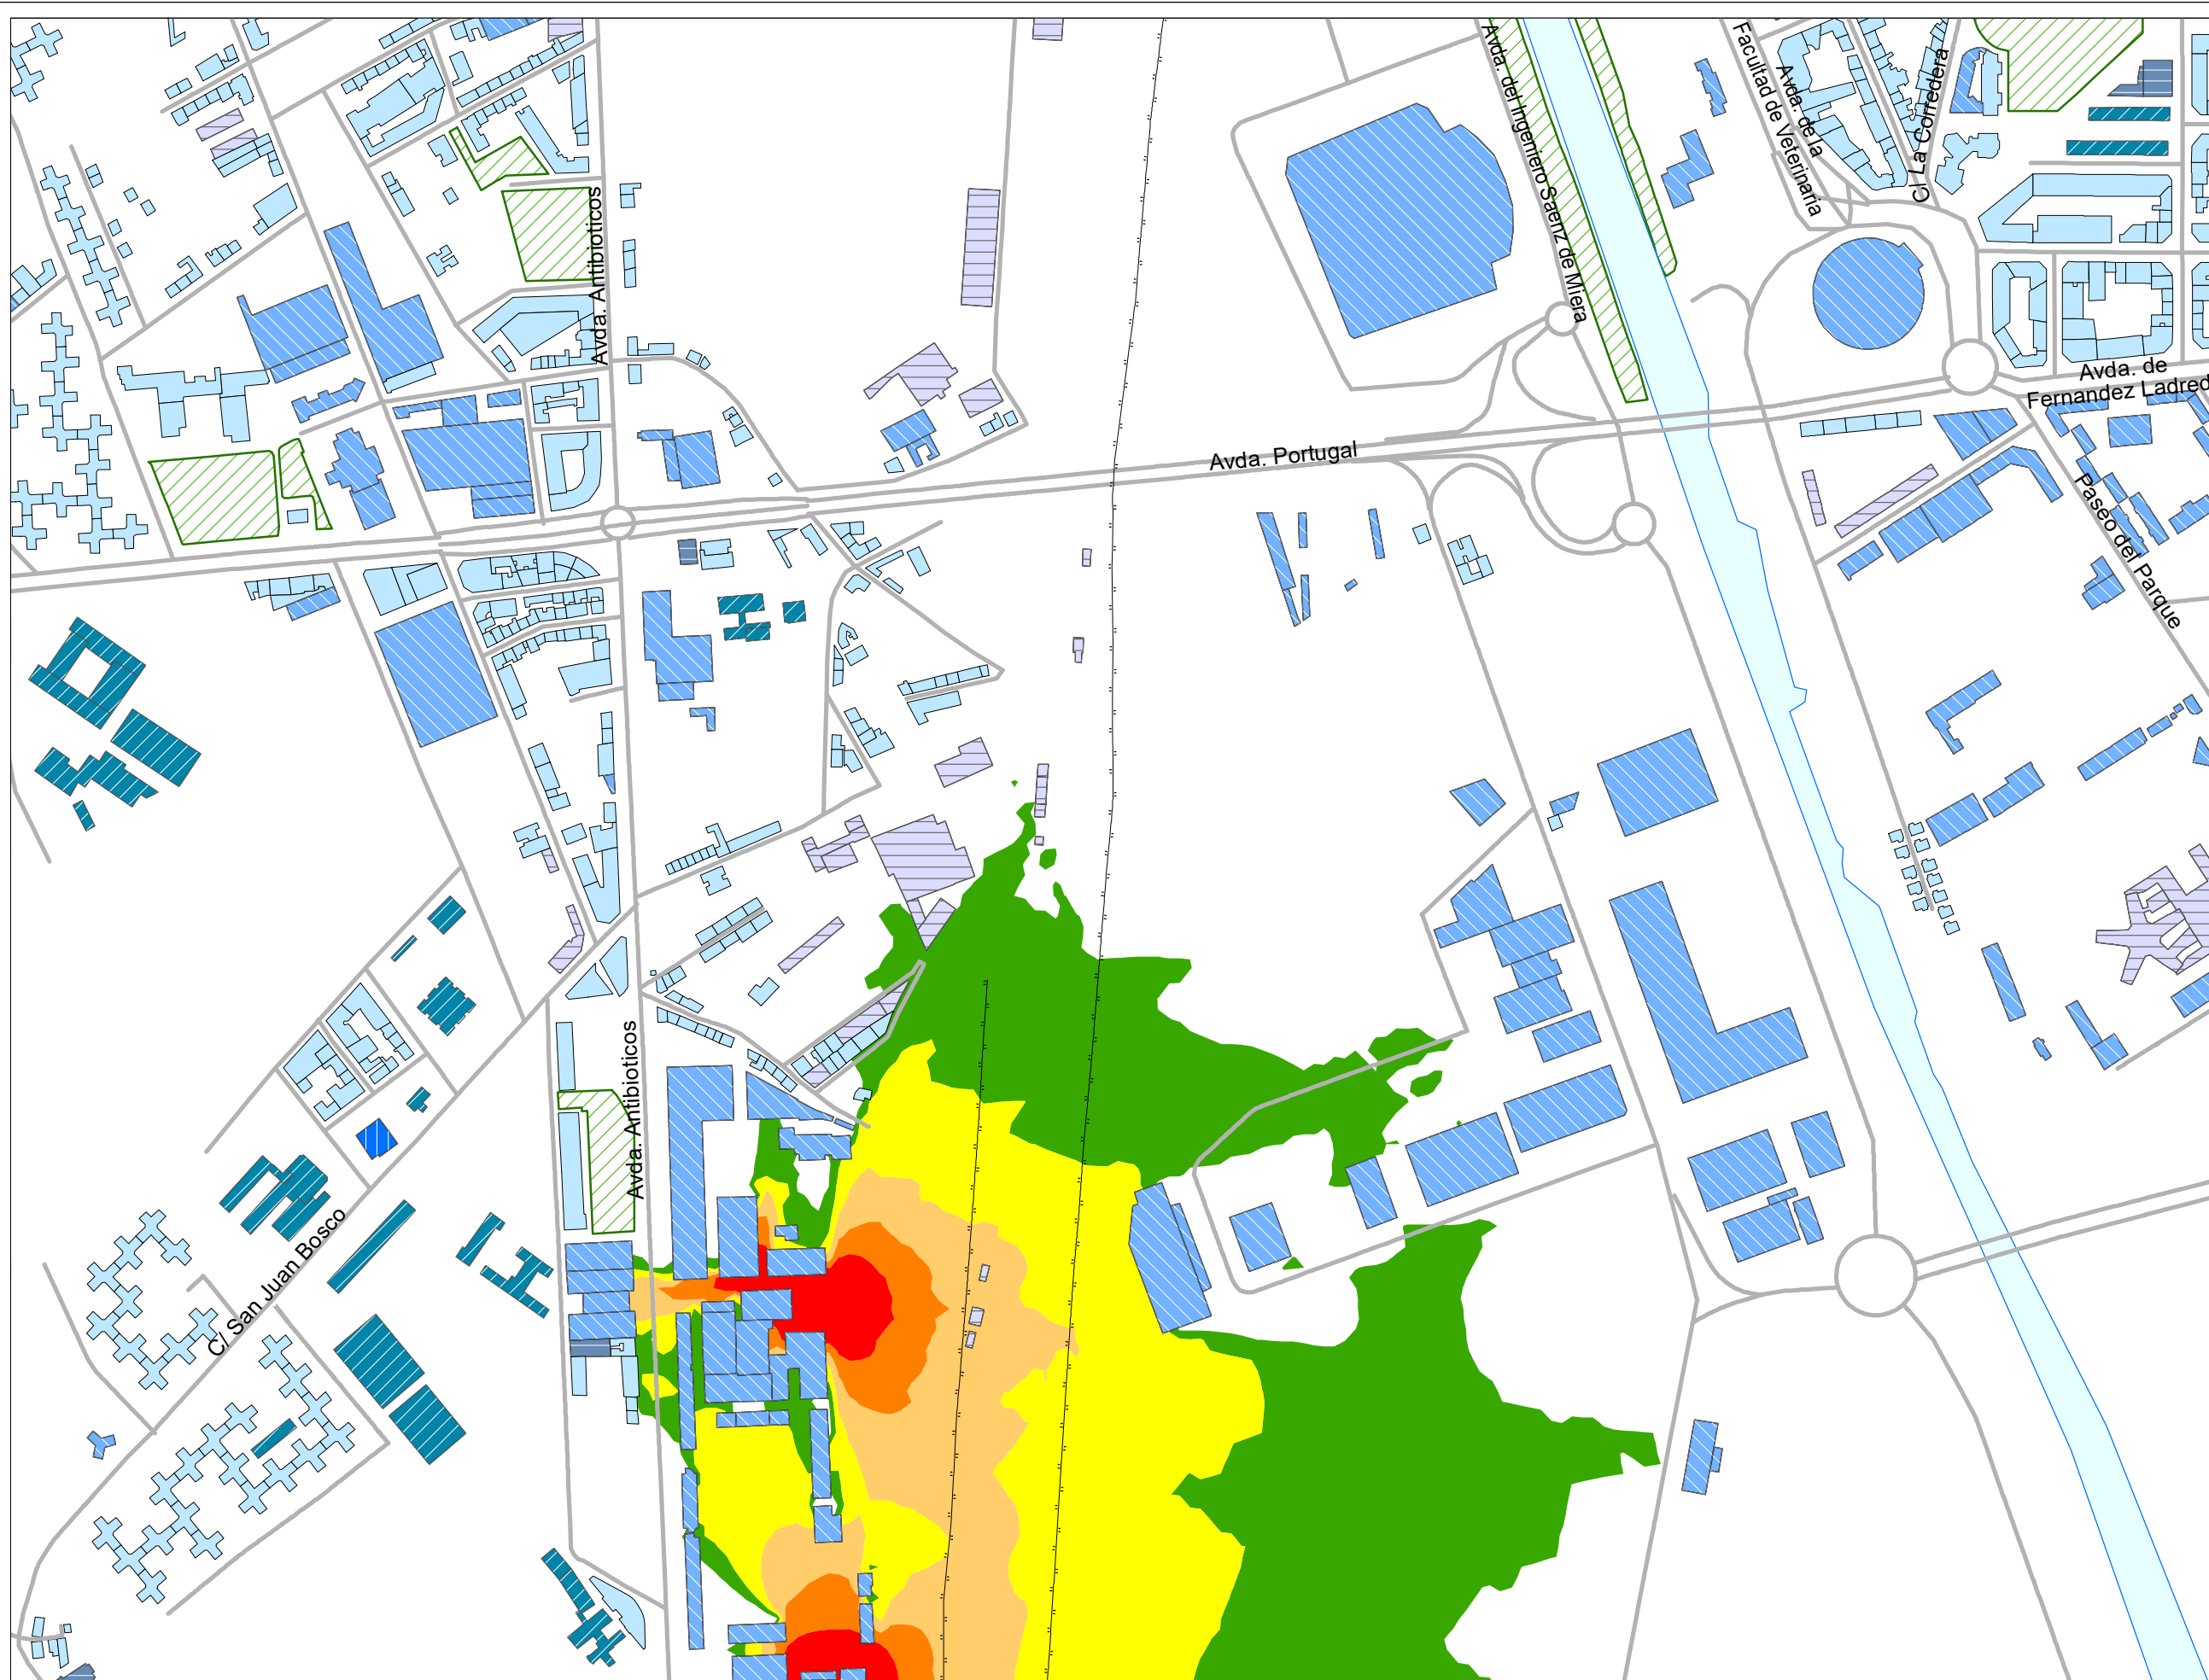 Avda. del Ingeniero Saenz de Miera
Facultad de Veterinaria
Avda. de la
C/ La Corredera
Avda. Antibioticos
Avda. de
Fernandez Ladred
Avda. Portugal
Paseo del Parque
Avda. Antibioticos
C/ San Juan Bosco